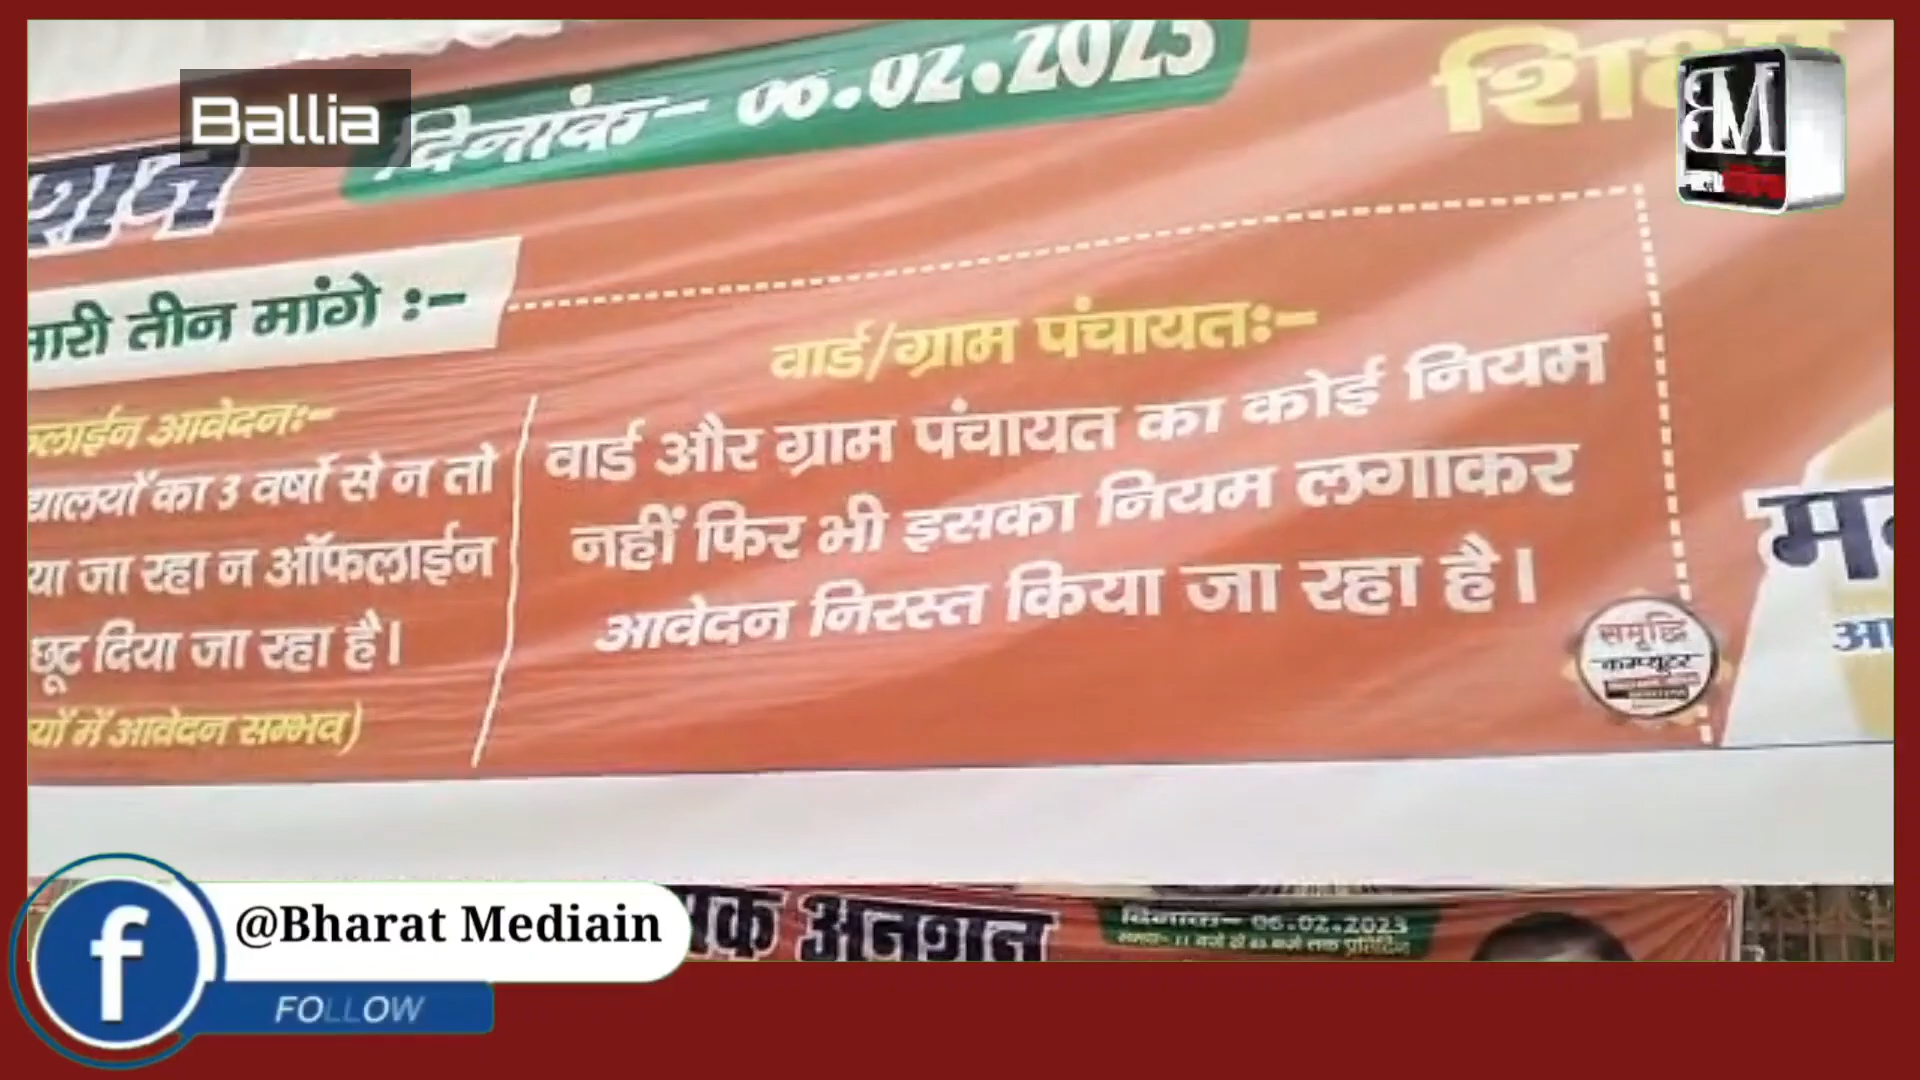 Ballia
दिनांक- 06.02.2023
मारी तीन मांगे :-
लाईन आवेदनः-
द्यालयों का 3 वर्षो से न तो
या जा रहा न ऑफलाईन
छूट दिया जा रहा है।
यों में आवेदन सम्भव)
वार्ड/ग्राम पंचायतः-
वार्ड और ग्राम पंचायत का कोई नियम
नहीं फिर भी इसका नियम लगाकर
आवेदन निरस्त किया जा रहा है।
समृद्धि
कम्प्यूटर
BM
@Bharat Mediain
FOLLOW
अनशन
दिनांक- 06.02.2023